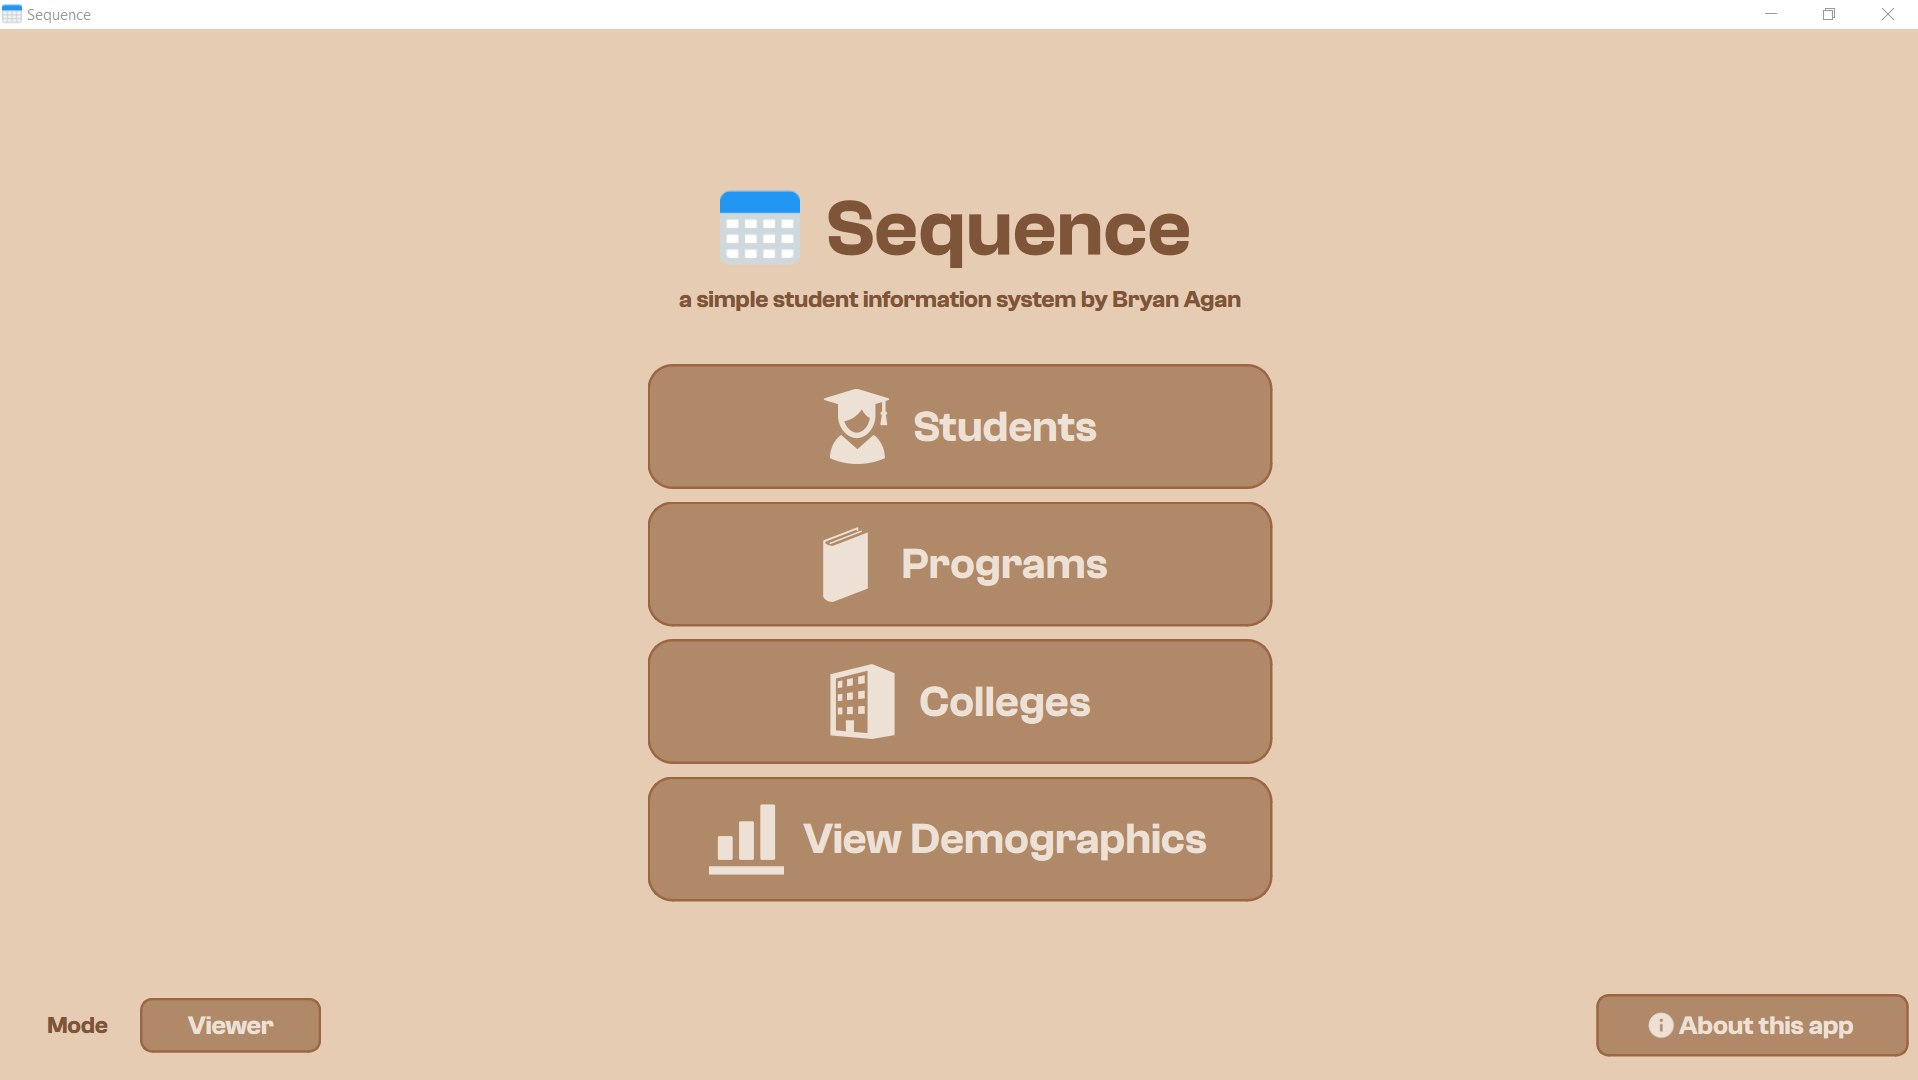 Sequence
Sequence
a simple student information system by Bryan Agan
Students
Programs
Colleges
View Demographics
Mode
Viewer
About this app